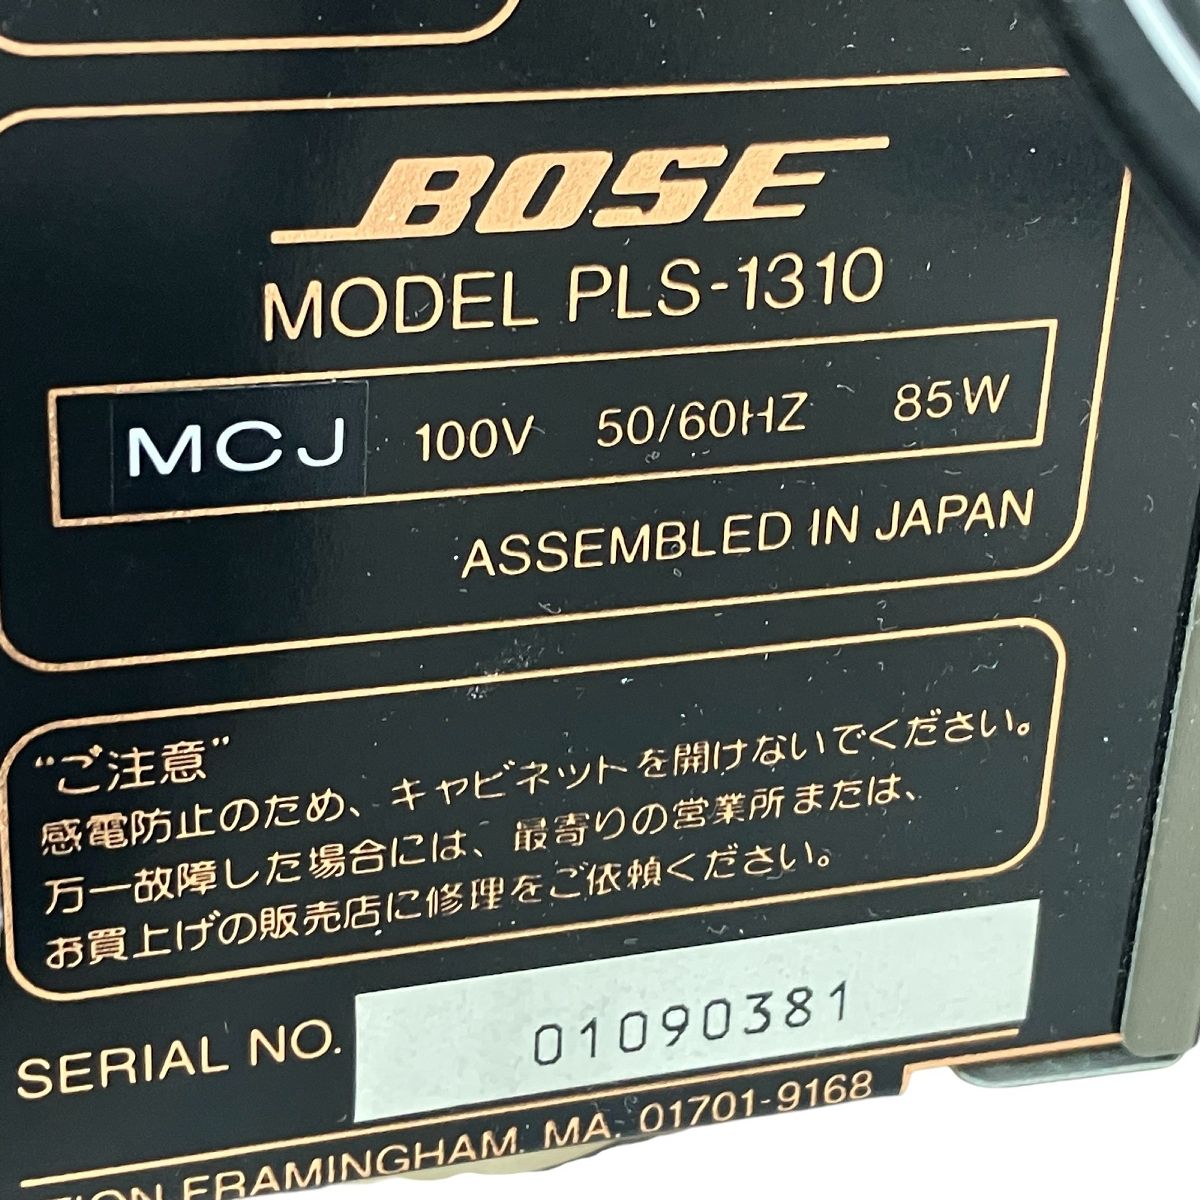 BOSE
MODEL PLS-1310
MCJ 100V 50/60HZ 85W
ASSEMBLED IN JAPAN
“ご注意”
感電防止のため、キャビネットを開けないでください。
万一故障した場合には、最寄りの営業所または、
お買上げの販売店に修理をご依頼ください。
SERIAL NO. 01090381
FRAMINGHAM. MA. 01701-9168